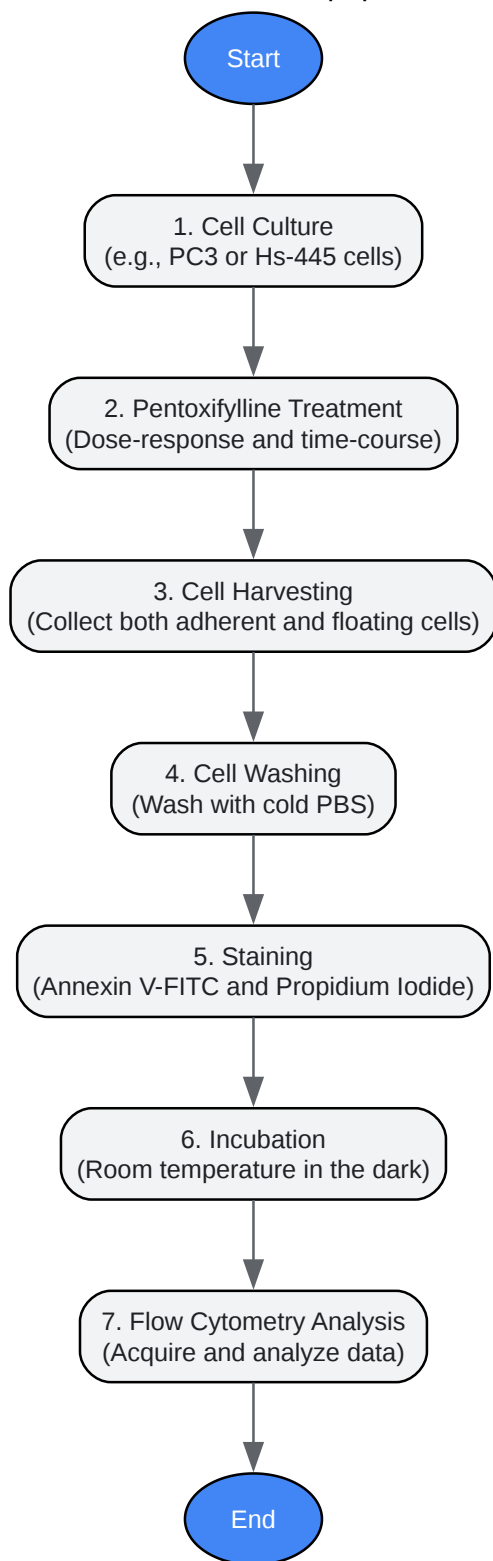 Start
1. Cell Culture
(e.g., PC3 or Hs-445 cells)
2. Pentoxifylline Treatment
(Dose-response and time-course)
3. Cell Harvesting
(Collect both adherent and floating cells)
4. Cell Washing
(Wash with cold PBS)
5. Staining
(Annexin V-FITC and Propidium Iodide)
6. Incubation
(Room temperature in the dark)
7. Flow Cytometry Analysis
(Acquire and analyze data)
End